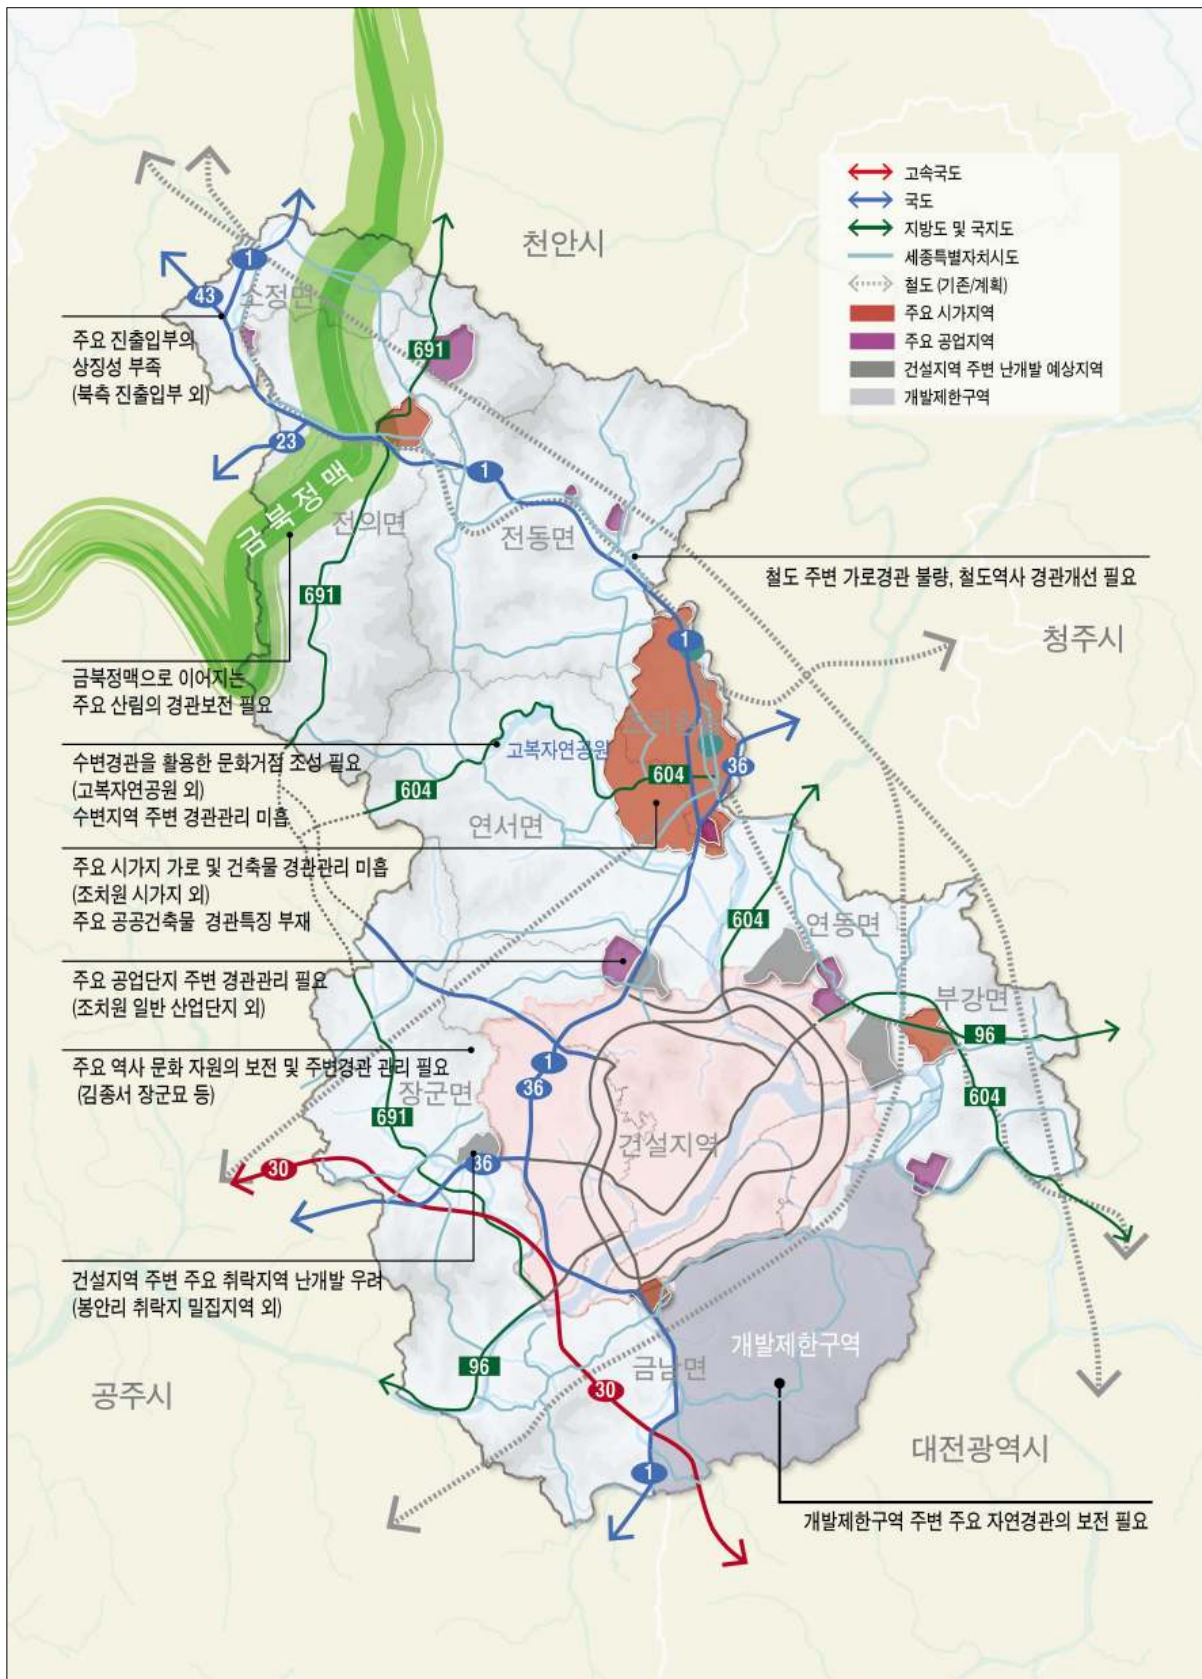 천안시
고속국도
국도
지방도 및 국지도
세종특별자치시도
철도 (기존/계획)
주요 시가지역
주요 공업지역
건설지역 주변 난개발 예상지역
개발제한구역
1
43
소정면
주요 진출입부의
상징성 부족
(북측 진출입부 외)
691
23
1
금북정맥
전의면
전동면
철도 주변 가로경관 불량, 철도역사 경관개선 필요
691
1
청주시
금북정맥으로 이어지는
주요 산림의 경관보전 필요
고복자연공원
수변경관을 활용한 문화거점 조성 필요
(고복자연공원 외)
수변지역 주변 경관관리 미흡
604
604
36
연서면
주요 시가지 가로 및 건축물 경관관리 미흡
(조치원 시가지 외)
주요 공공건축물 경관특징 부재
604
연동면
주요 공업단지 주변 경관관리 필요
(조치원 일반 산업단지 외)
부강면
96
주요 역사 문화 자원의 보전 및 주변경관 관리 필요
(김종서 장군묘 등)
1
36
장군면
691
604
건설지역
30
36
건설지역 주변 주요 취락지역 난개발 우려
(봉안리 취락지 밀집지역 외)
개발제한구역
96
금남면
30
공주시
대전광역시
1
개발제한구역 주변 주요 자연경관의 보전 필요